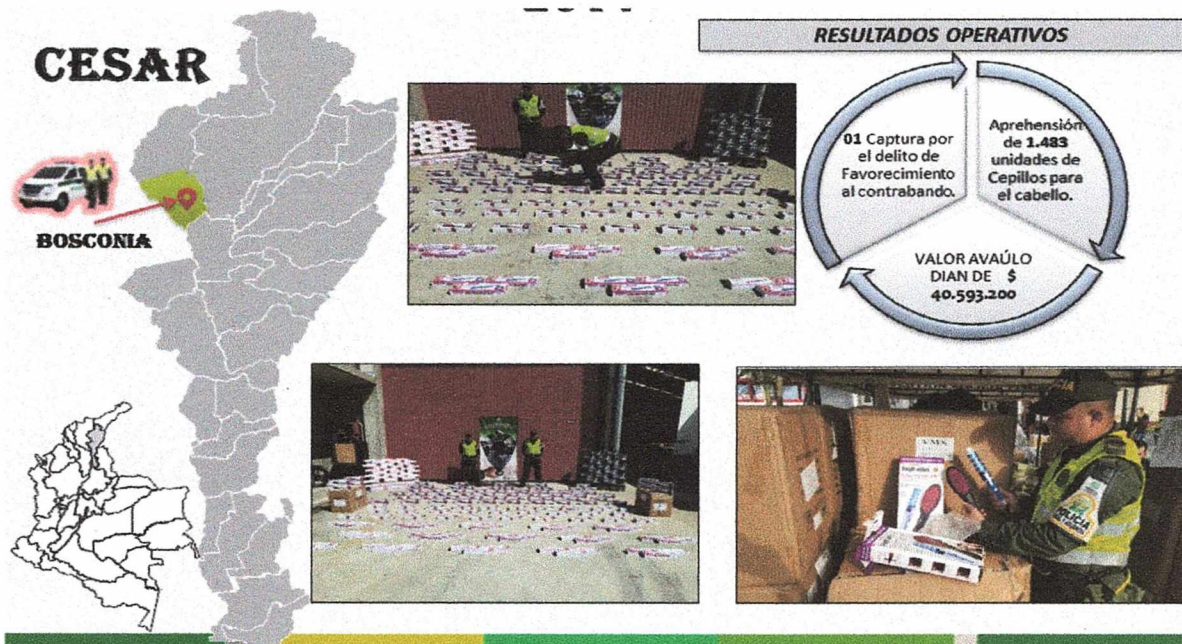 CESAR
BOSCONIA
RESULTADOS OPERATIVOS
01 Captura por
el delito de
Favorecimiento
al contrabando.
Aprehensión
de 1.483
unidades de
Cepillos para
el cabello.
VALOR AVAÚLO
DIAN DE $
40.593.200
POLICIA